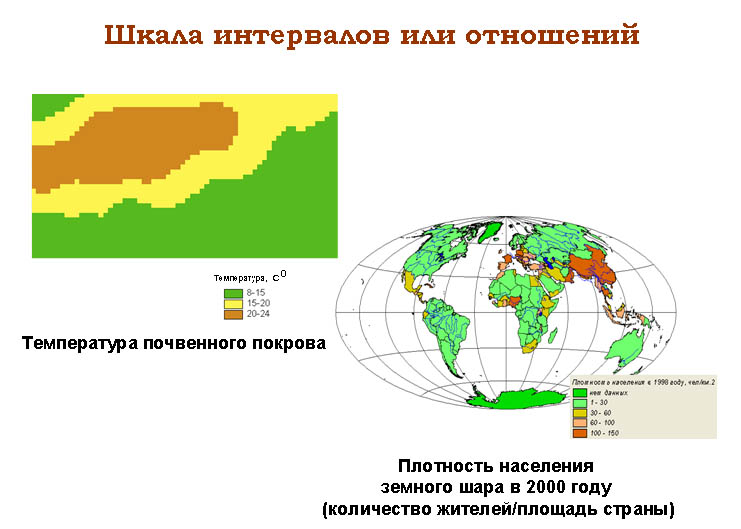 Шкала интервалов или отношений
Температура, С0
8-15
15-20
20-24
Температура почвенного покрова
Плотность населения в 1998 году, чел/км.2
нет данных
1 - 30
30 - 60
60 - 100
100 - 150
Плотность населения
земного шара в 2000 году
(количество жителей/площадь страны)